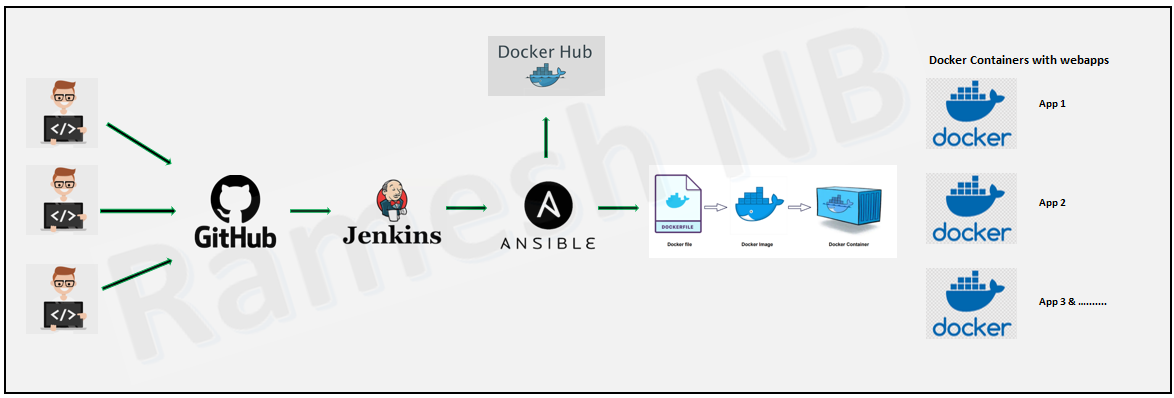 Docker Hub
Docker Containers with webapps
</>
</>
</>
GitHub
Jenkins
A
ANSIBLE
DOCKERFILE
Docker file
Docker Image
Docker Container
docker
App 1
docker
App 2
docker
App 3 & ..........
Ramesh NB